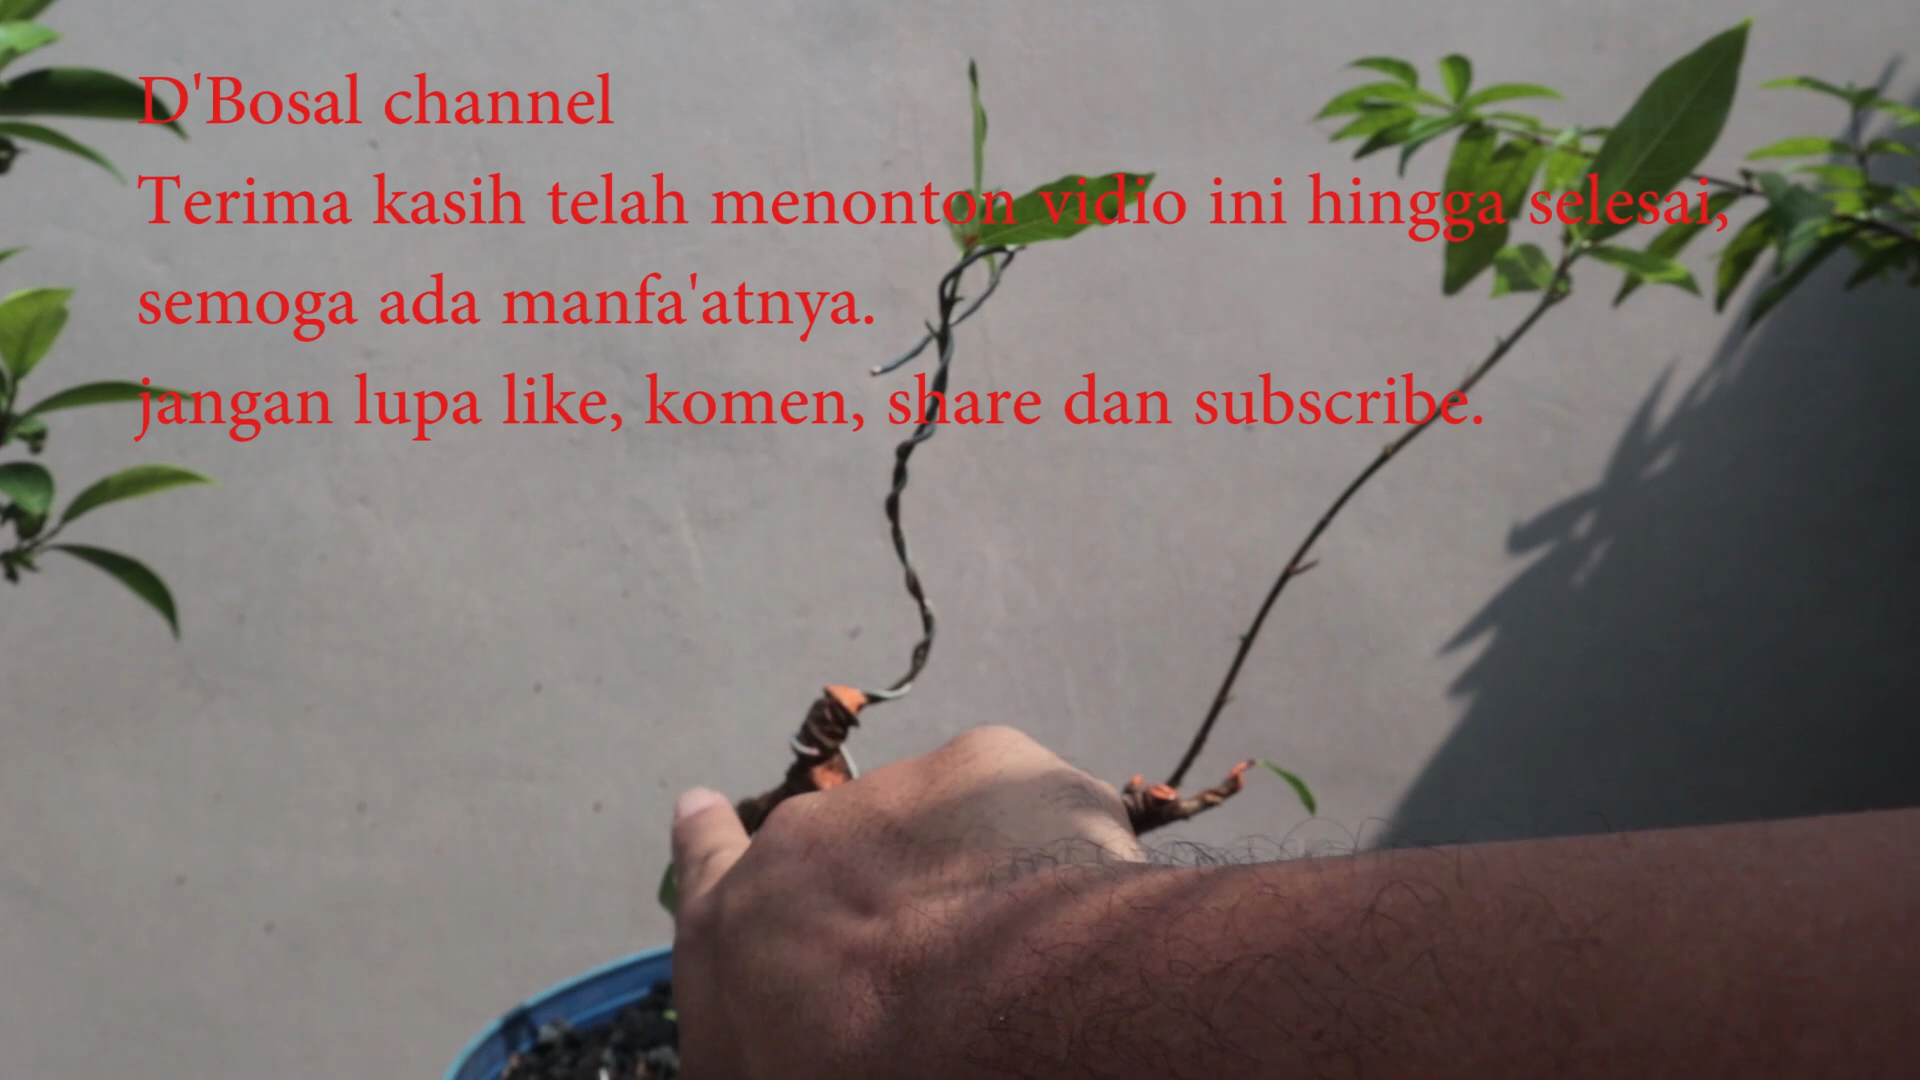 D'Bosal channel
Terima kasih telah menonton vidio ini hingga selesai,
semoga ada manfa'atnya.
jangan lupa like, komen, share dan subscribe.